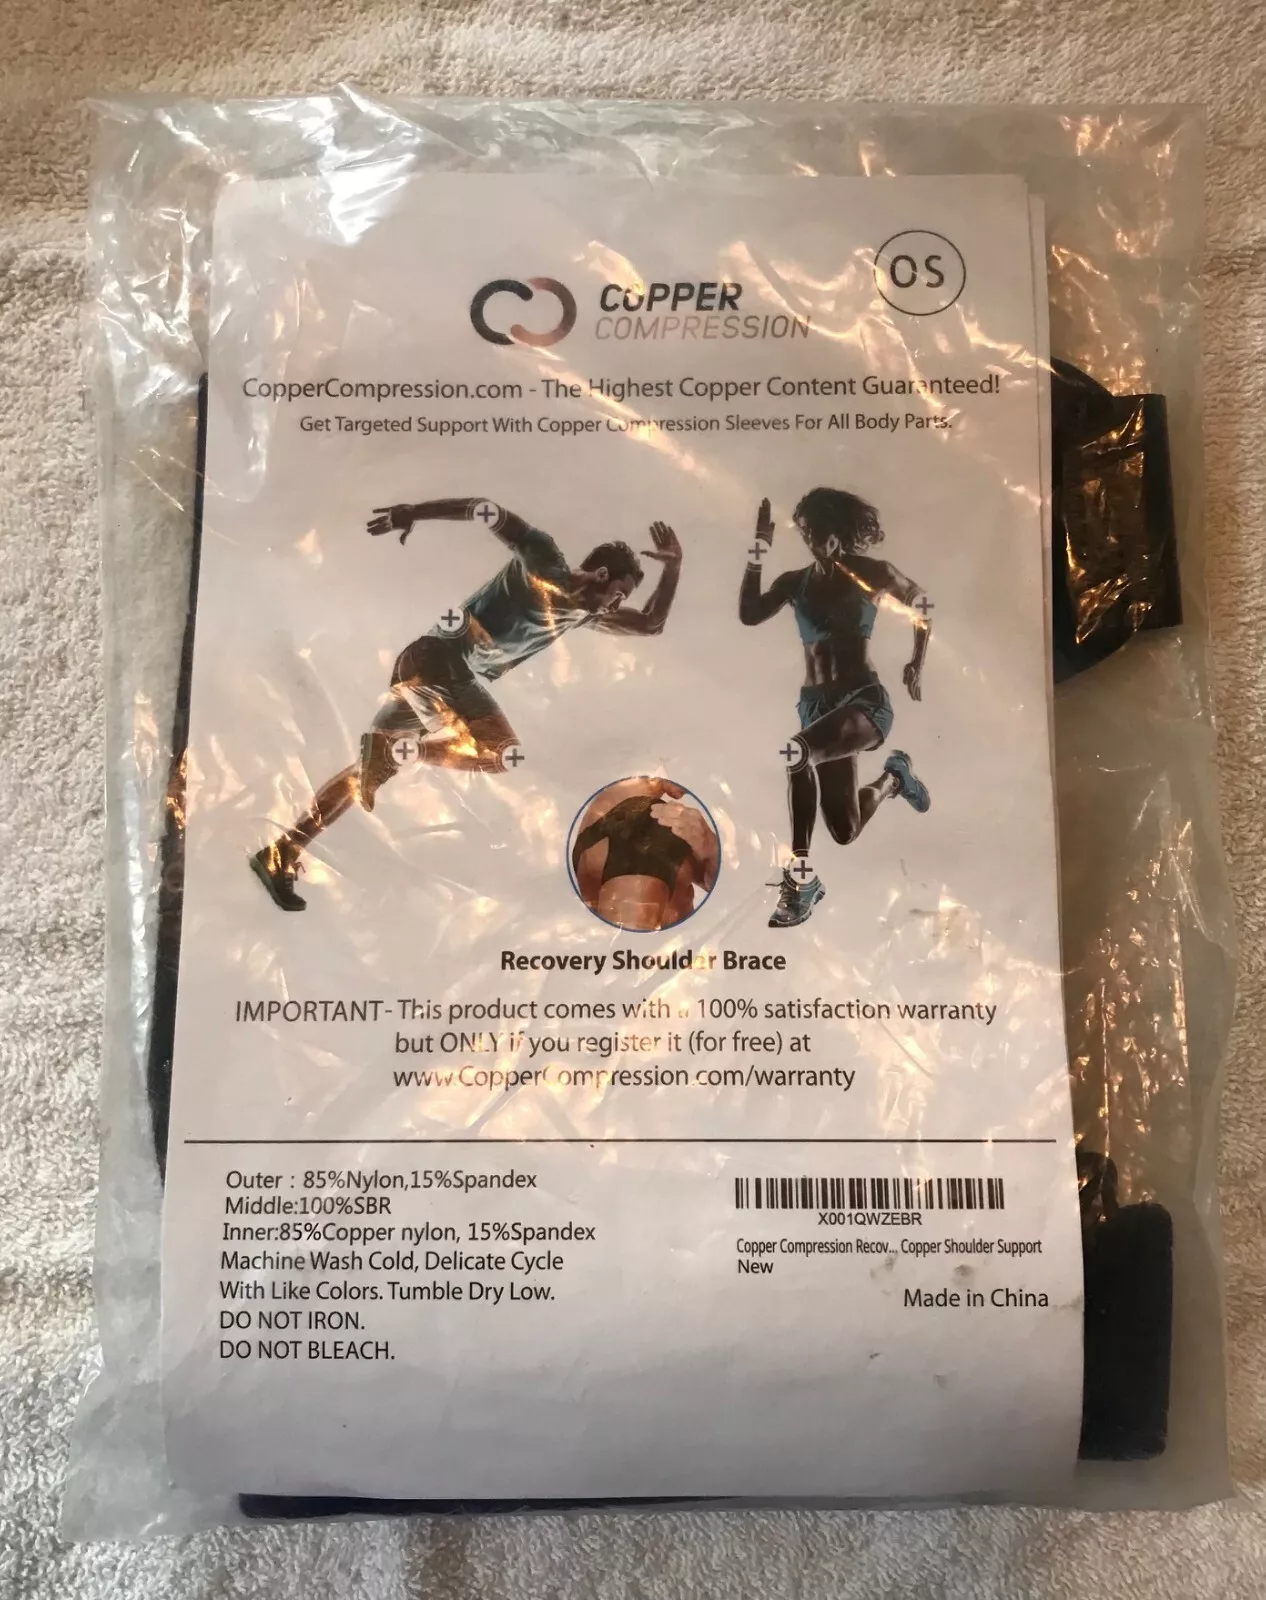 OS
COPPER
COMPRESSION
CopperCompression.com - The Highest Copper Content Guaranteed!
Get Targeted Support With Copper Compression Sleeves For All Body Parts.
Recovery Shoulder Brace
IMPORTANT- This product comes with a 100% satisfaction warranty
but ONLY if you register it (for free) at
www.CopperCompression.com/warranty
Outer : 85%Nylon,15%Spandex
Middle:100%SBR
Inner:85%Copper nylon, 15%Spandex
Machine Wash Cold, Delicate Cycle
With Like Colors. Tumble Dry Low.
DO NOT IRON.
DO NOT BLEACH.
X001QWZEBR
Copper Compression Recov... Copper Shoulder Support
New
Made in China